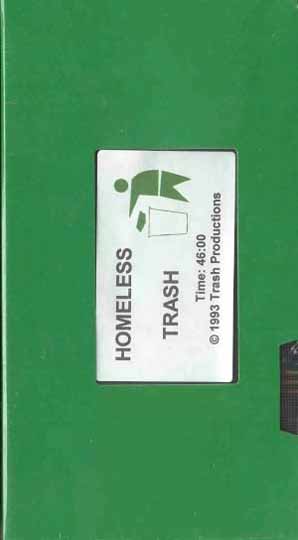 HOMELESS
TRASH
Time: 46:00
© 1993 Trash Productions